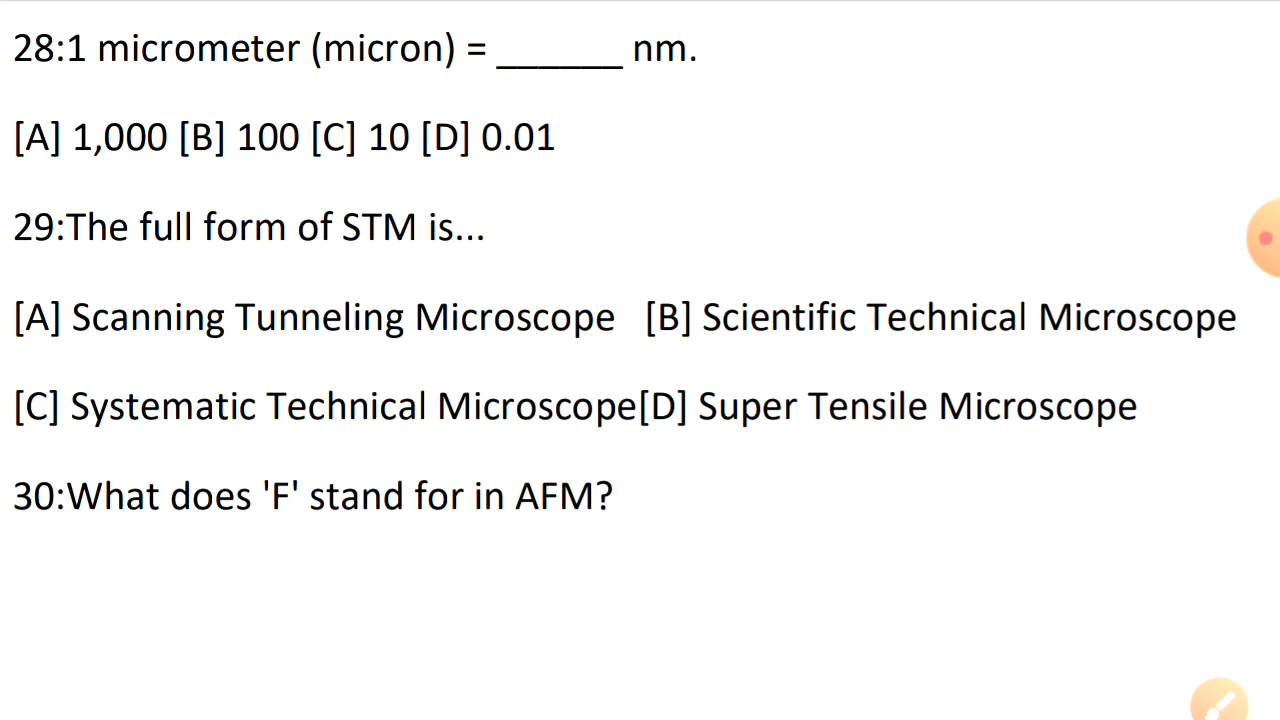 28:1 micrometer (micron) = ______ nm.
[A] 1,000 [B] 100 [C] 10 [D] 0.01
29:The full form of STM is...
[A] Scanning Tunneling Microscope [B] Scientific Technical Microscope
[C] Systematic Technical Microscope[D] Super Tensile Microscope
30:What does 'F' stand for in AFM?